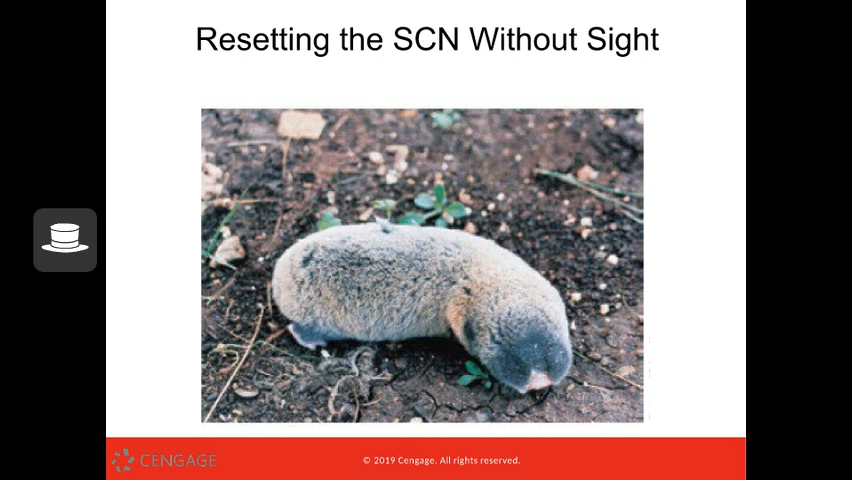 Resetting the SCN Without Sight
CENGAGE
© 2019 Cengage. All rights reserved.